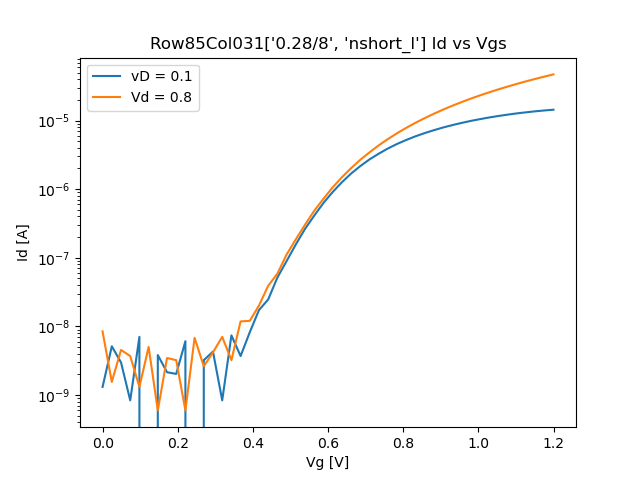 Row85Col031['0.28/8', 'nshort_l'] Id vs Vgs
vD = 0.1
Vd = 0.8
Id [A]
10⁻⁵
10⁻⁶
10⁻⁷
10⁻⁸
10⁻⁹
0.0 0.2 0.4 0.6 0.8 1.0 1.2
Vg [V]